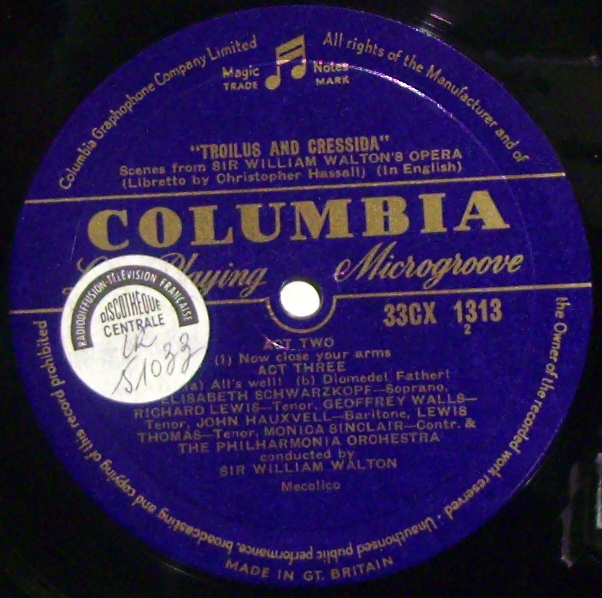 Columbia Graphophone Company Limited
All rights of the Manufacturer and of
the Owner of the recorded work reserved - Unauthorised public performance, broadcasting and copying of this record prohibited
Magic Notes
TRADE MARK
"TROILUS AND CRESSIDA"
Scenes from SIR WILLIAM WALTON'S OPERA
(Libretto by Christopher Hassall) (In English)
COLUMBIA
Playing Microgroove
33CX 1313
2
RADIODIFFUSION-TÉLÉVISION FRANÇAISE
DISCOTHÈQUE
CENTRALE
51033
ACT TWO
(1) Now close your arms
ACT THREE
(a) All's well! (b) Diomede! Father!
ELISABETH SCHWARZKOPF—Soprano,
RICHARD LEWIS—Tenor, GEOFFREY WALLS—
Tenor, JOHN HAUXVELL—Baritone, LEWIS
THOMAS—Tenor, MONICA SINCLAIR—Contr. &
THE PHILHARMONIA ORCHESTRA
conducted by
SIR WILLIAM WALTON
Mecolico
MADE IN GT. BRITAIN